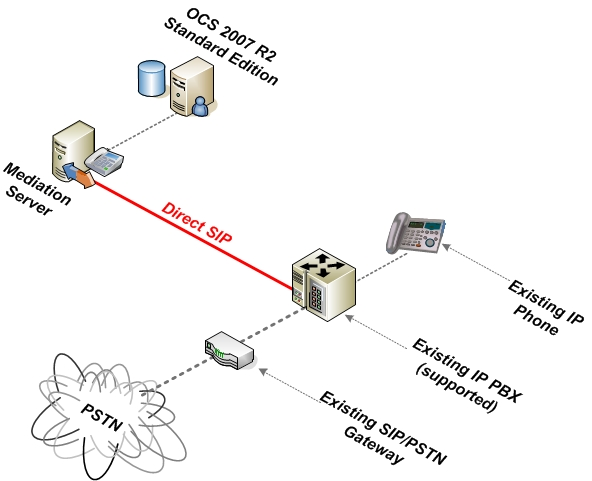 OCS 2007 R2
Standard Edition
Mediation
Server
Direct SIP
Existing IP
Phone
Existing IP PBX
(supported)
Existing SIP/PSTN
Gateway
PSTN